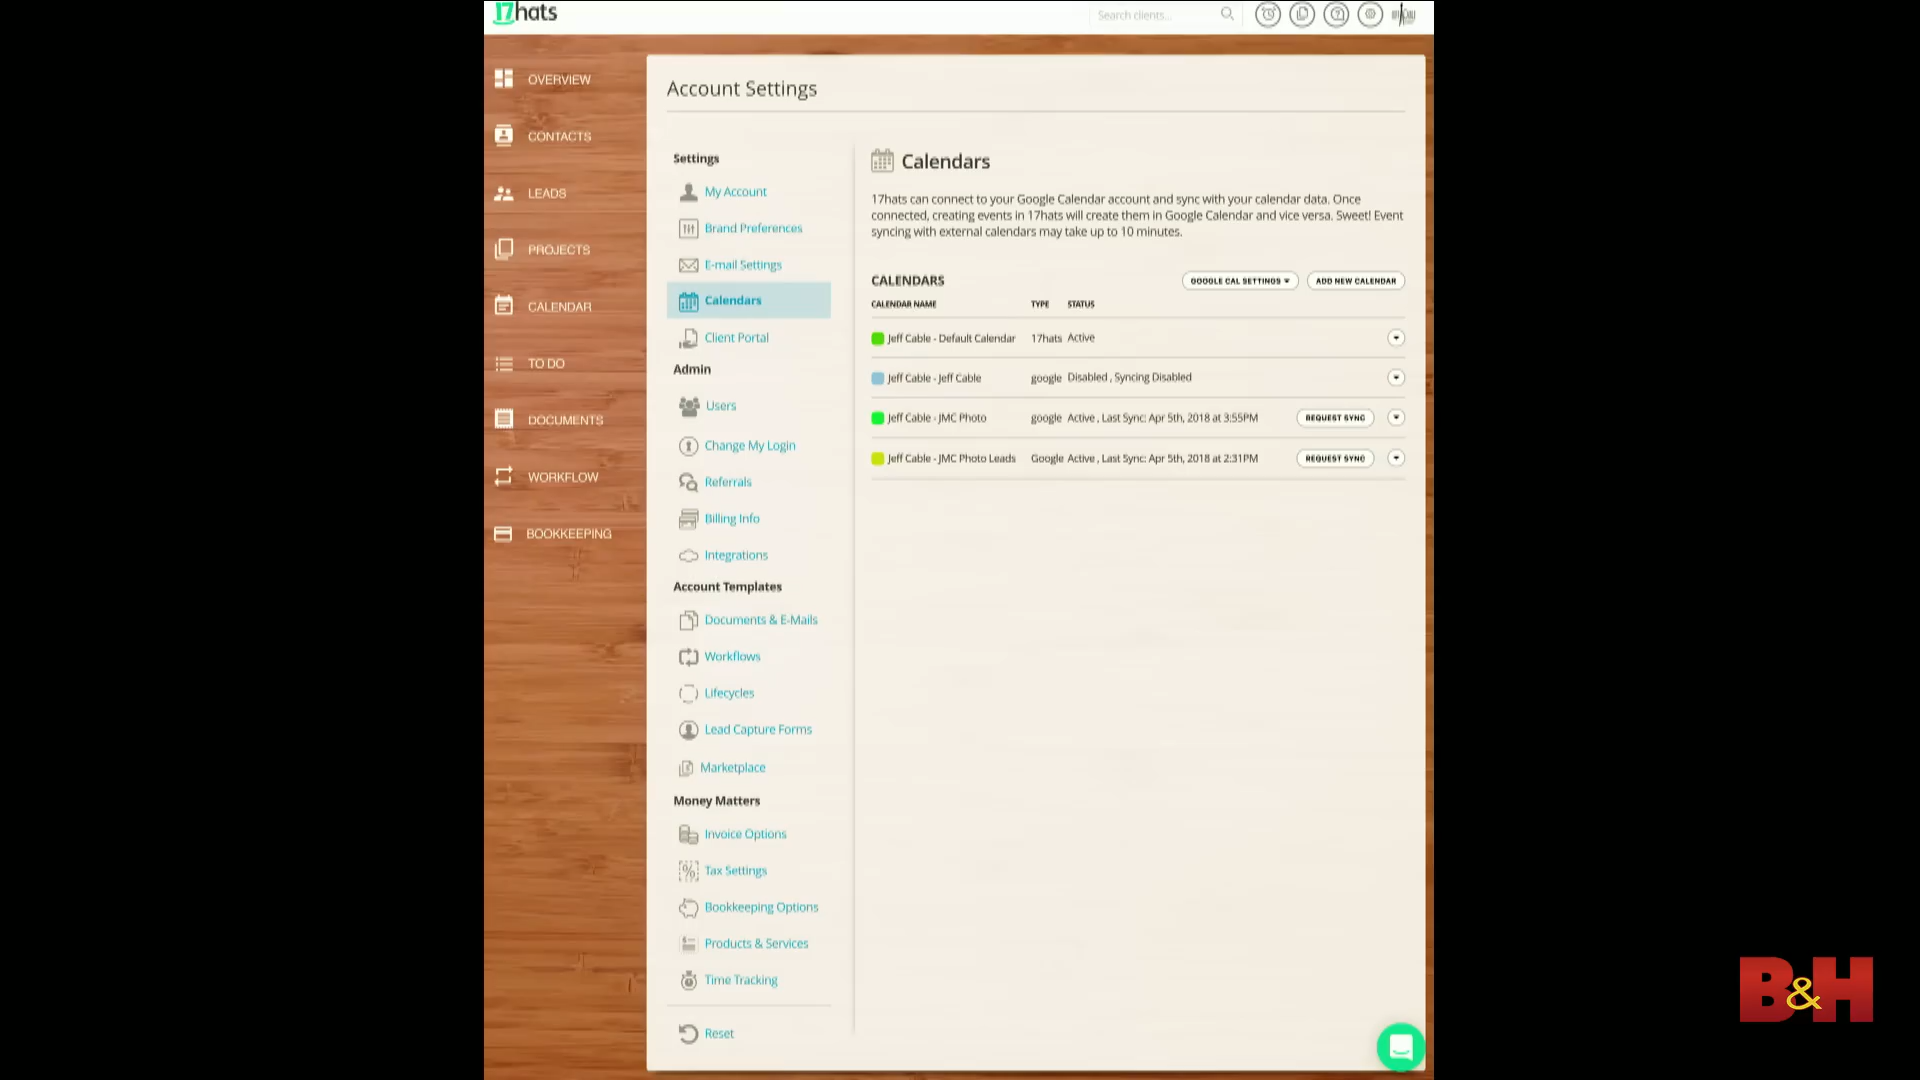 17hats
Search clients...
OVERVIEW
CONTACTS
LEADS
PROJECTS
CALENDAR
TO DO
DOCUMENTS
WORKFLOW
BOOKKEEPING
Account Settings
Settings
My Account
Brand Preferences
E-mail Settings
Calendars
Client Portal
Admin
Users
Change My Login
Referrals
Billing Info
Integrations
Account Templates
Documents & E-Mails
Workflows
Lifecycles
Lead Capture Forms
Marketplace
Money Matters
Invoice Options
Tax Settings
Bookkeeping Options
Products & Services
Time Tracking
Reset
Calendars
17hats can connect to your Google Calendar account and sync with your calendar data. Once
connected, creating events in 17hats will create them in Google Calendar and vice versa. Sweet! Event
syncing with external calendars may take up to 10 minutes.
CALENDARS GOOGLE CAL SETTINGS ADD NEW CALENDAR
CALENDAR NAME TYPE STATUS
Jeff Cable - Default Calendar 17hats Active
Jeff Cable - Jeff Cable google Disabled , Syncing Disabled
Jeff Cable - JMC Photo google Active , Last Sync: Apr 5th, 2018 at 3:55PM REQUEST SYNC
Jeff Cable - JMC Photo Leads Google Active , Last Sync: Apr 5th, 2018 at 2:31PM REQUEST SYNC
B&H